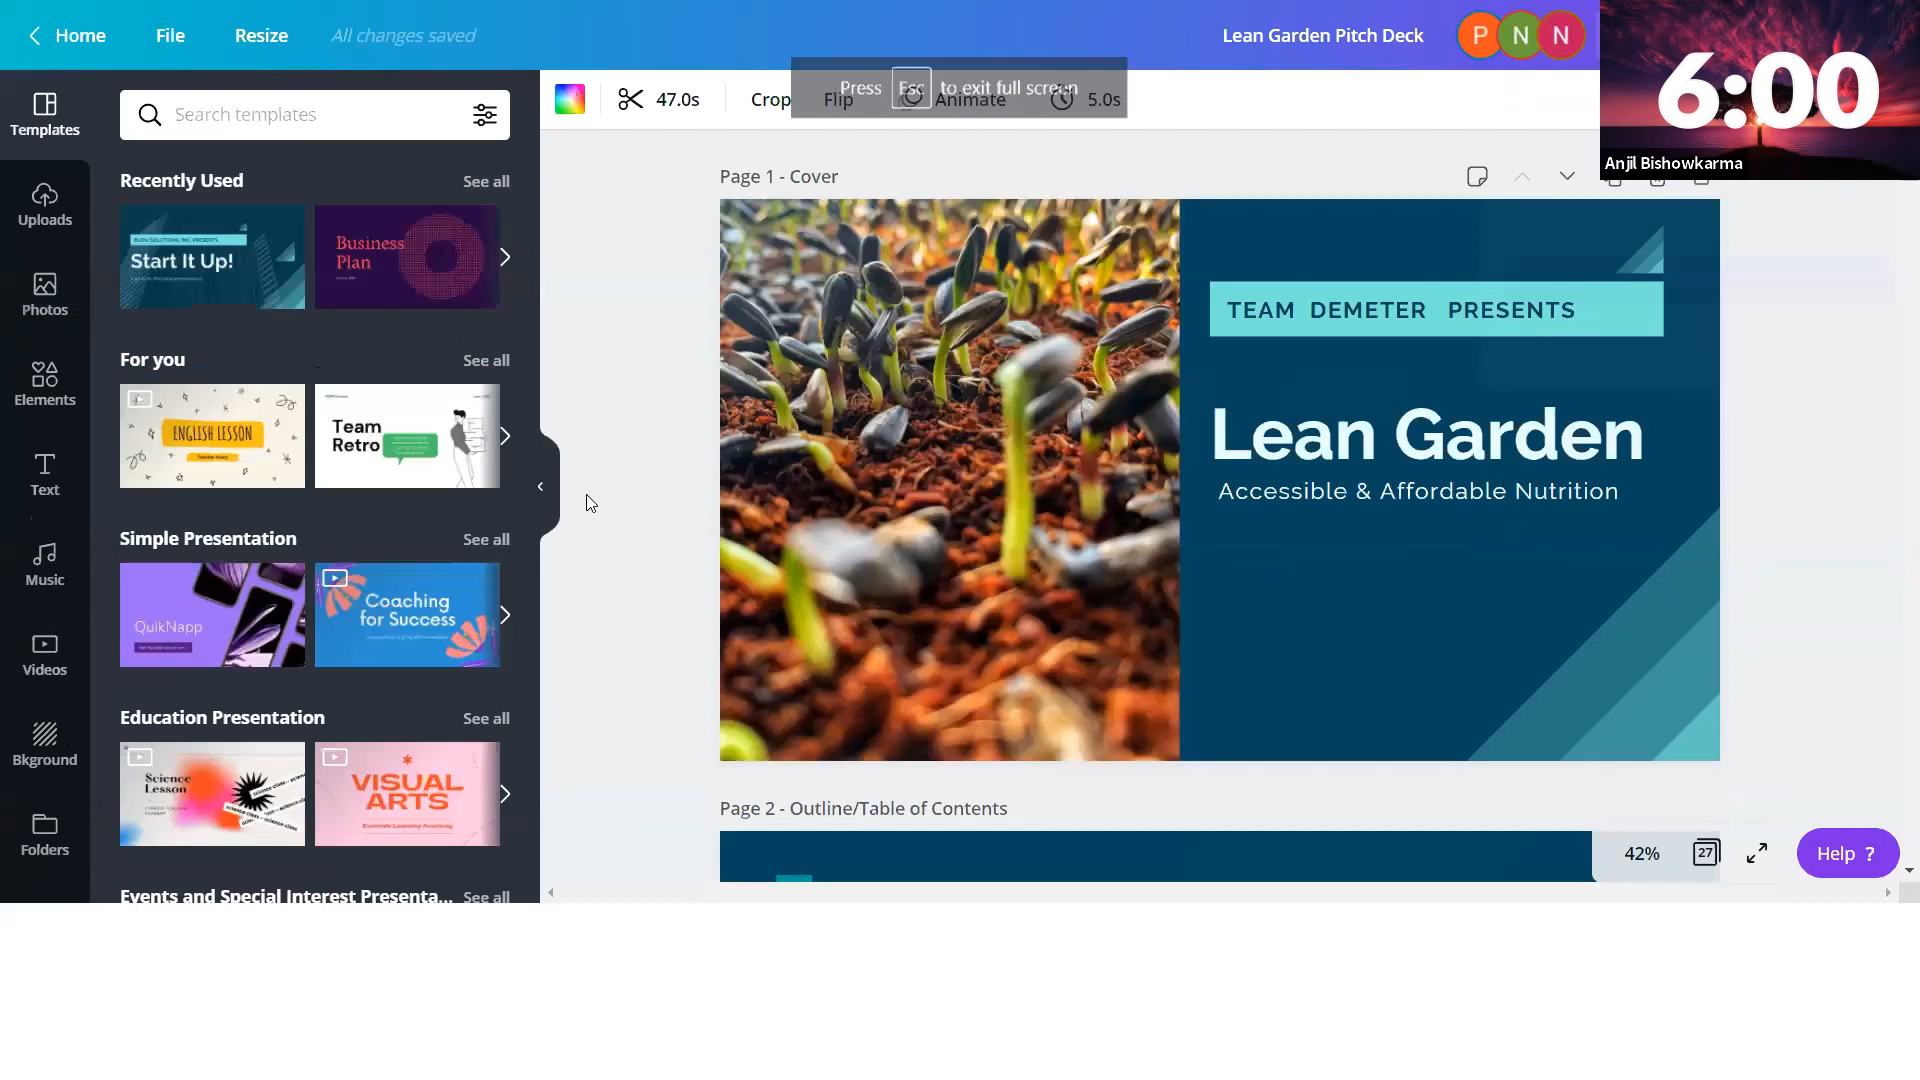 Home File Resize All changes saved Lean Garden Pitch Deck P N N
6:00
Anjil Bishowkarma
Press Esc to exit full screen
47.0s Crop Flip Animate 5.0s
Templates
Uploads
Photos
Elements
Text
Music
Videos
Bkground
Folders
Search templates
Recently Used See all
Start It Up!
Business
Plan
For you See all
ENGLISH LESSON
Team
Retro
Simple Presentation See all
QuikNapp
Coaching
for Success
Education Presentation See all
Science
Lesson
VISUAL
ARTS
Events and Special Interest Presenta... See all
Page 1 - Cover
TEAM DEMETER PRESENTS
Lean Garden
Accessible & Affordable Nutrition
Page 2 - Outline/Table of Contents
42% 27 Help ?